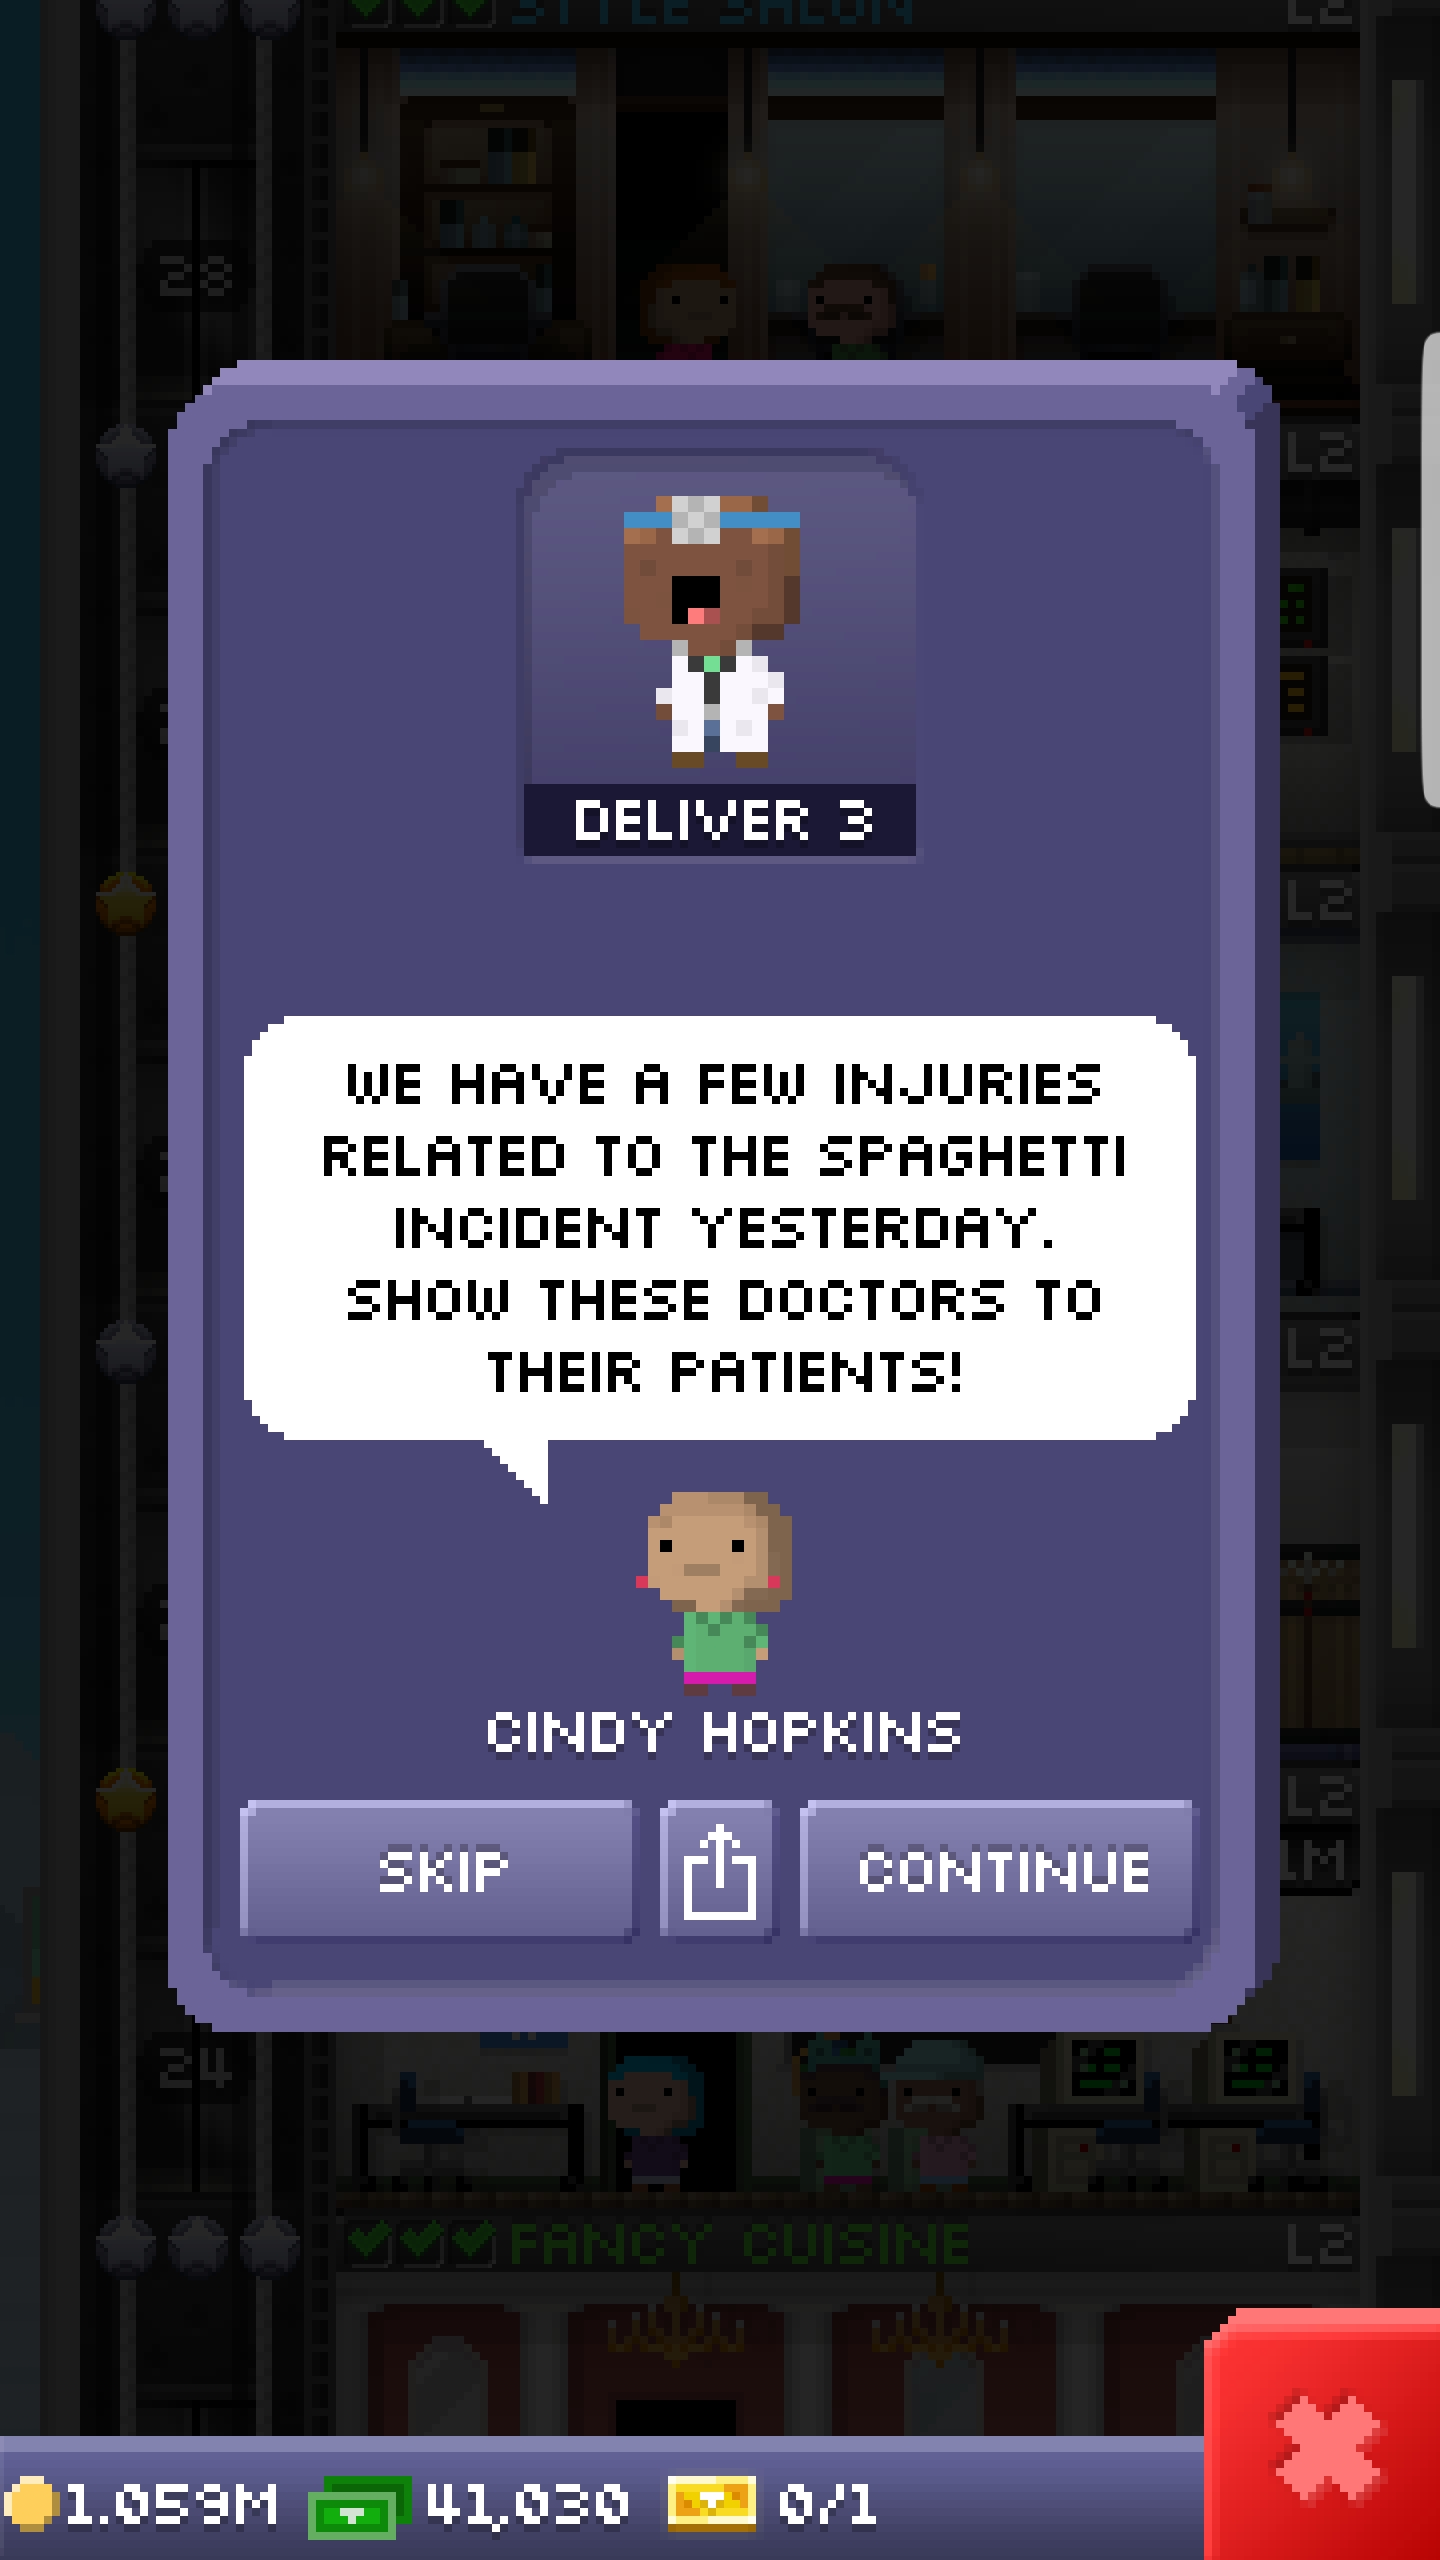 STYLE SALON
L2
28
L2
DELIVER 3
L2
WE HAVE A FEW INJURIES
RELATED TO THE SPAGHETTI
INCIDENT YESTERDAY.
SHOW THESE DOCTORS TO
THEIR PATIENTS!
L2
CINDY HOPKINS
L2
SKIP
CONTINUE
1M
24
FANCY CUISINE
L2
1.059M
41,030
0/1